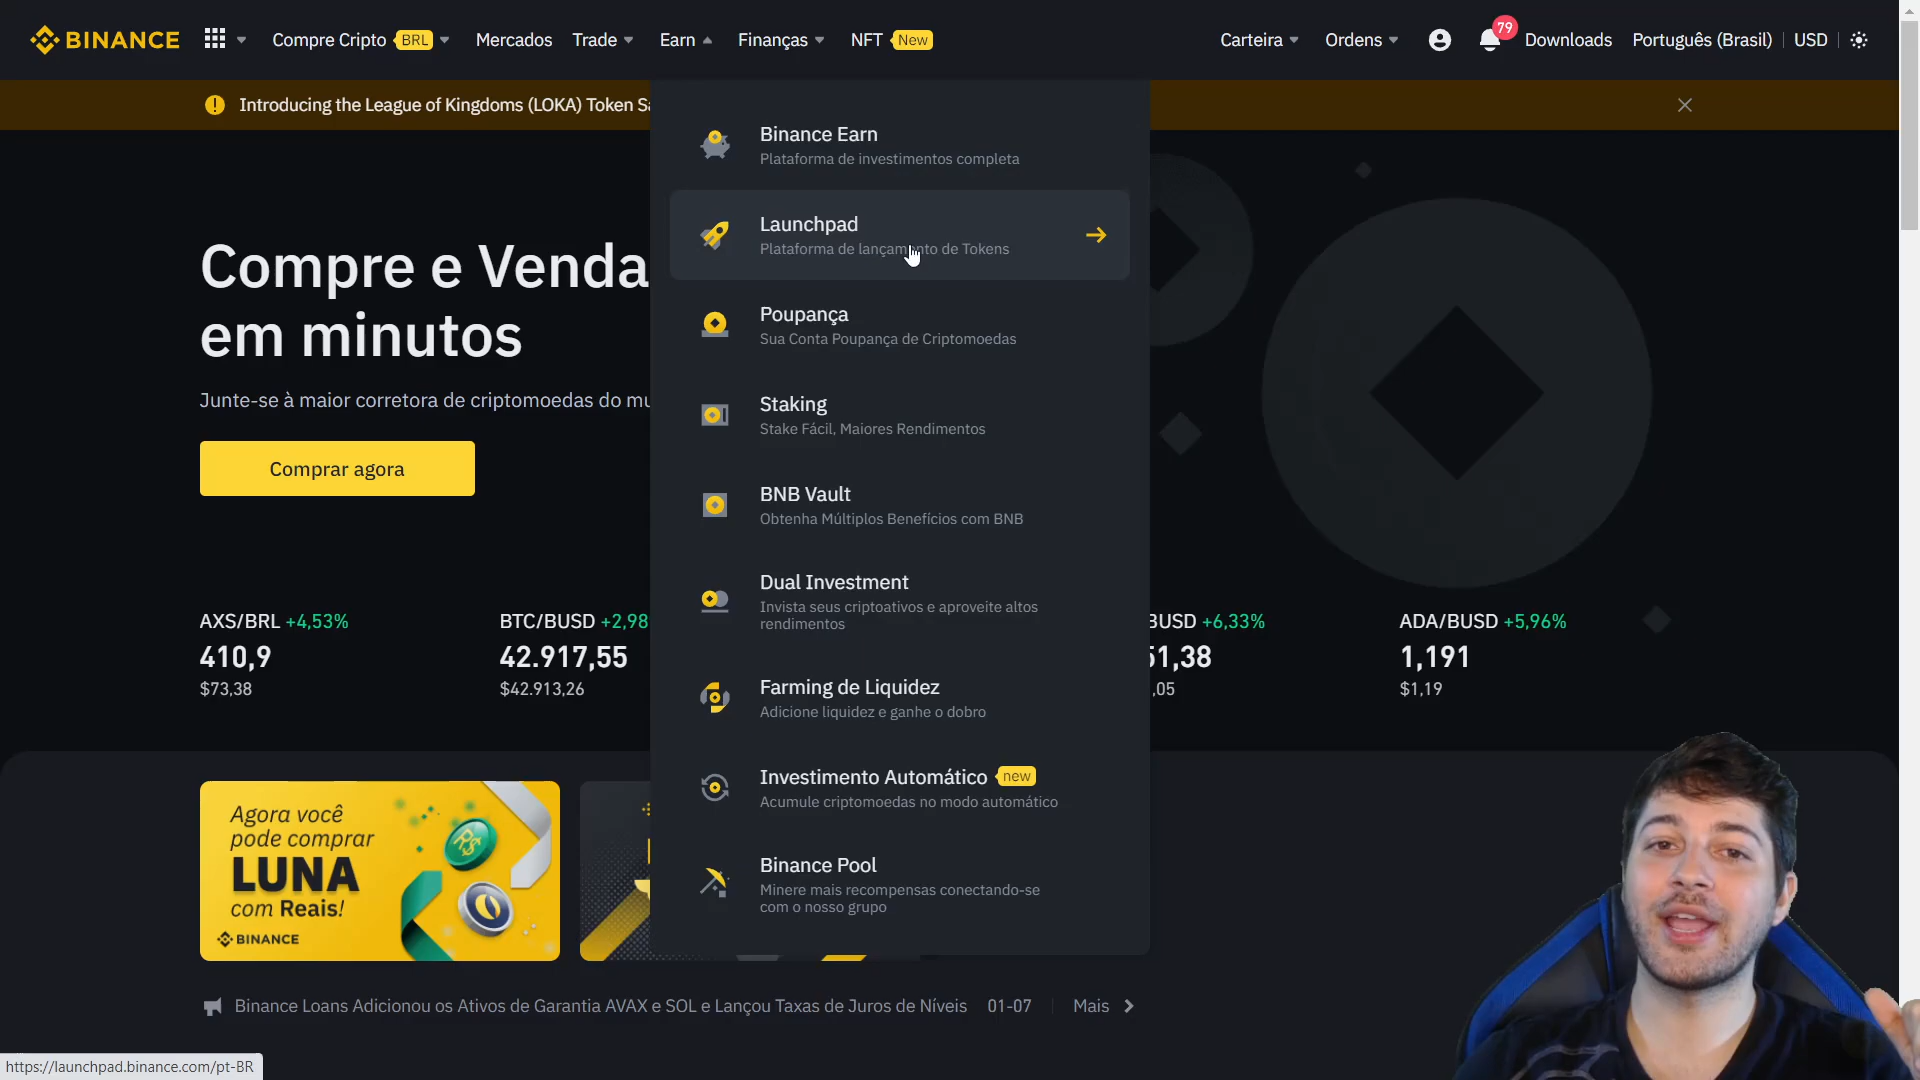 BINANCE
Compre Cripto BRL
Mercados
Trade
Earn
Finanças
NFT New
Carteira
Ordens
79
Downloads
Português (Brasil)
USD
Introducing the League of Kingdoms (LOKA) Token
Binance Earn
Plataforma de investimentos completa
Launchpad
Plataforma de lançamento de Tokens
Poupança
Sua Conta Poupança de Criptomoedas
Staking
Stake Fácil, Maiores Rendimentos
BNB Vault
Obtenha Múltiplos Benefícios com BNB
Dual Investment
Invista seus criptoativos e aproveite altos
rendimentos
Farming de Liquidez
Adicione liquidez e ganhe o dobro
Investimento Automático new
Acumule criptomoedas no modo automático
Binance Pool
Minere mais recompensas conectando-se
com o nosso grupo
Compre e Venda
em minutos
Junte-se à maior corretora de criptomoedas do
Comprar agora
AXS/BRL +4,53%
410,9
$73,38
BTC/BUSD +2,98
42.917,55
$42.913,26
BUSD +6,33%
51,38
,05
ADA/BUSD +5,96%
1,191
$1,19
Agora você
pode comprar
LUNA
com Reais!
R$
BINANCE
Binance Loans Adicionou os Ativos de Garantia AVAX e SOL e Lançou Taxas de Juros de Níveis 01-07
Mais
https://launchpad.binance.com/pt-BR